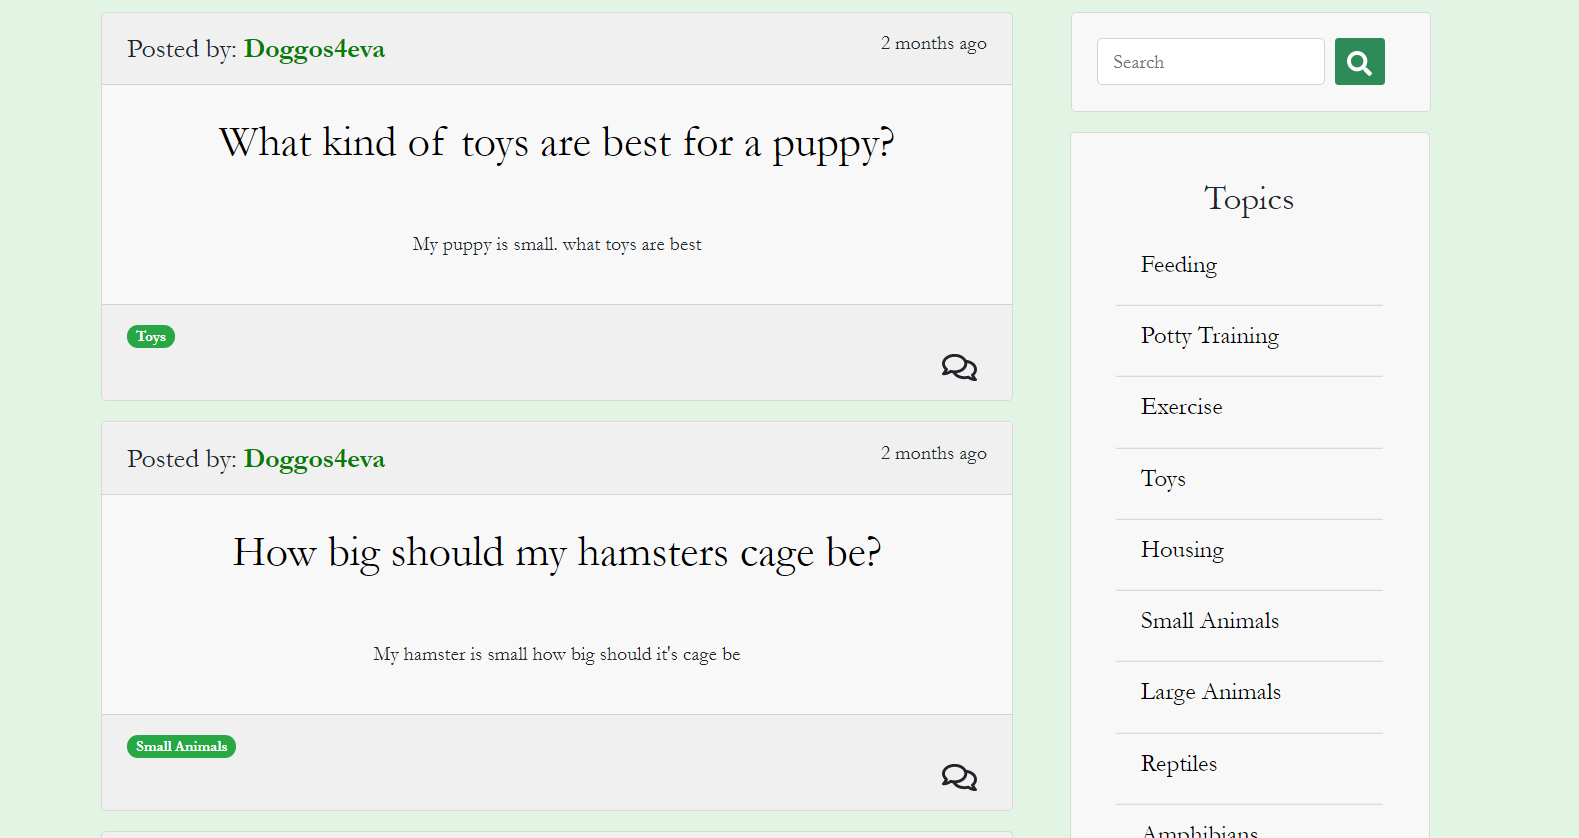 Posted by: Doggos4eva
2 months ago
What kind of toys are best for a puppy?
My puppy is small. what toys are best
Toys
Posted by: Doggos4eva
2 months ago
How big should my hamsters cage be?
My hamster is small how big should it's cage be
Small Animals
Search
Topics
Feeding
Potty Training
Exercise
Toys
Housing
Small Animals
Large Animals
Reptiles
Amphibians